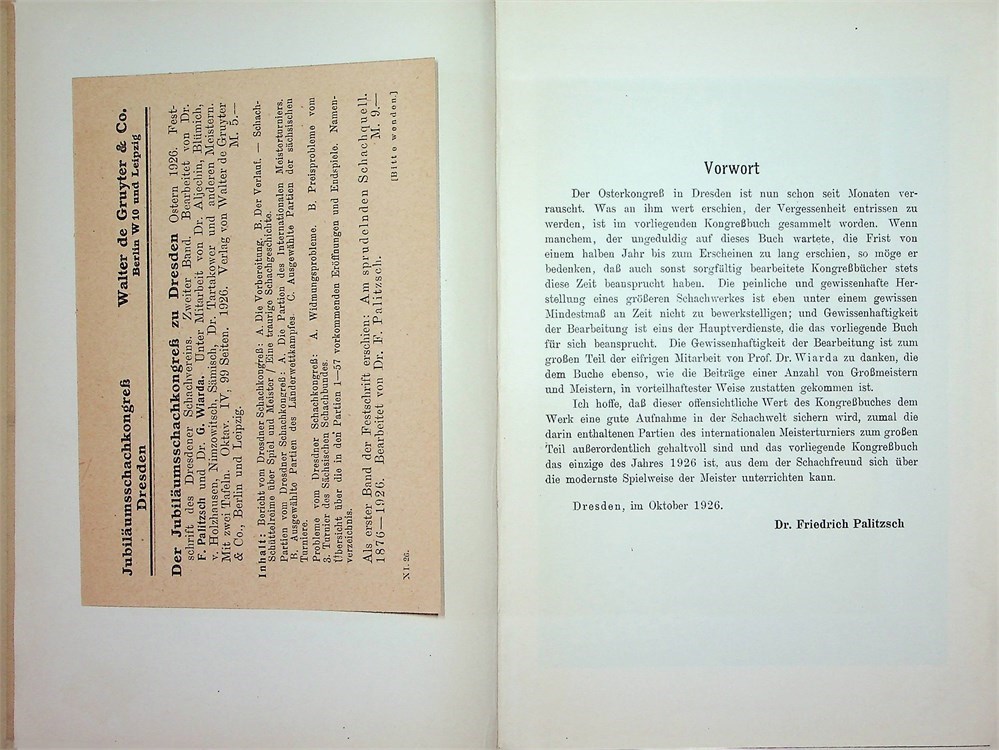 Jubiläumsschachkongreß Walter de Gruyter & Co.
Dresden Berlin W 10 und Leipzig
Der Jubiläumsschachkongreß zu Dresden Ostern 1926. Fest-
schrift des Dresdener Schachvereins. Zweiter Band. Bearbeitet von Dr.
F. Palitzsch und Dr. G. Wiarda. Unter Mitarbeit von Dr. Aljechin, Blümich,
v. Holzhausen, Nimzowitsch, Sämisch, Dr. Tartakower und anderen Meistern.
Mit zwei Tafeln. Oktav. IV, 99 Seiten. 1926. Verlag von Walter de Gruyter
& Co., Berlin und Leipzig. M. 5.—
Inhalt: Bericht vom Dresdner Schachkongreß: A. Die Vorbereitung. B. Der Verlauf. — Schach-
Schüttelreime über Spiel und Meister / Eine traurige Schachgeschichte.
Partien vom Dresdner Schachkongreß: A. Die Partien des Internationalen Meisterturniers.
B. Ausgewählte Partien des Länderwettkampfes. C. Ausgewählte Partien der sächsischen
Turniere.
Probleme vom Dresdner Schachkongreß: A. Widmungsprobleme. B. Preisprobleme vom
3. Turnier des Sächsischen Schachbundes.
Übersicht über die in den Partien 1—57 vorkommenden Eröffnungen und Endspiele. Namen-
verzeichnis.
Als erster Band der Festschrift erschien: Am sprudelnden Schachquell.
1876—1926. Bearbeitet von Dr. F. Palitzsch. M. 9.—
XI. 26. [Bitte wenden.]
Vorwort
Der Osterkongreß in Dresden ist nun schon seit Monaten ver-
rauscht. Was an ihm wert erschien, der Vergessenheit entrissen zu
werden, ist im vorliegenden Kongreßbuch gesammelt worden. Wenn
manchem, der ungeduldig auf dieses Buch wartete, die Frist von
einem halben Jahr bis zum Erscheinen zu lang erschien, so möge er
bedenken, daß auch sonst sorgfältig bearbeitete Kongreßbücher stets
diese Zeit beansprucht haben. Die peinliche und gewissenhafte Her-
stellung eines größeren Schachwerkes ist eben unter einem gewissen
Mindestmaß an Zeit nicht zu bewerkstelligen; und Gewissenhaftigkeit
der Bearbeitung ist eins der Hauptverdienste, die das vorliegende Buch
für sich beansprucht. Die Gewissenhaftigkeit der Bearbeitung ist zum
großen Teil der eifrigen Mitarbeit von Prof. Dr. Wiarda zu danken, die
dem Buche ebenso, wie die Beiträge einer Anzahl von Großmeistern
und Meistern, in vorteilhaftester Weise zustatten gekommen ist.
Ich hoffe, daß dieser offensichtliche Wert des Kongreßbuches dem
Werk eine gute Aufnahme in der Schachwelt sichern wird, zumal die
darin enthaltenen Partien des internationalen Meisterturniers zum großen
Teil außerordentlich gehaltvoll sind und das vorliegende Kongreßbuch
das einzige des Jahres 1926 ist, aus dem der Schachfreund sich über
die modernste Spielweise der Meister unterrichten kann.
Dresden, im Oktober 1926.
Dr. Friedrich Palitzsch